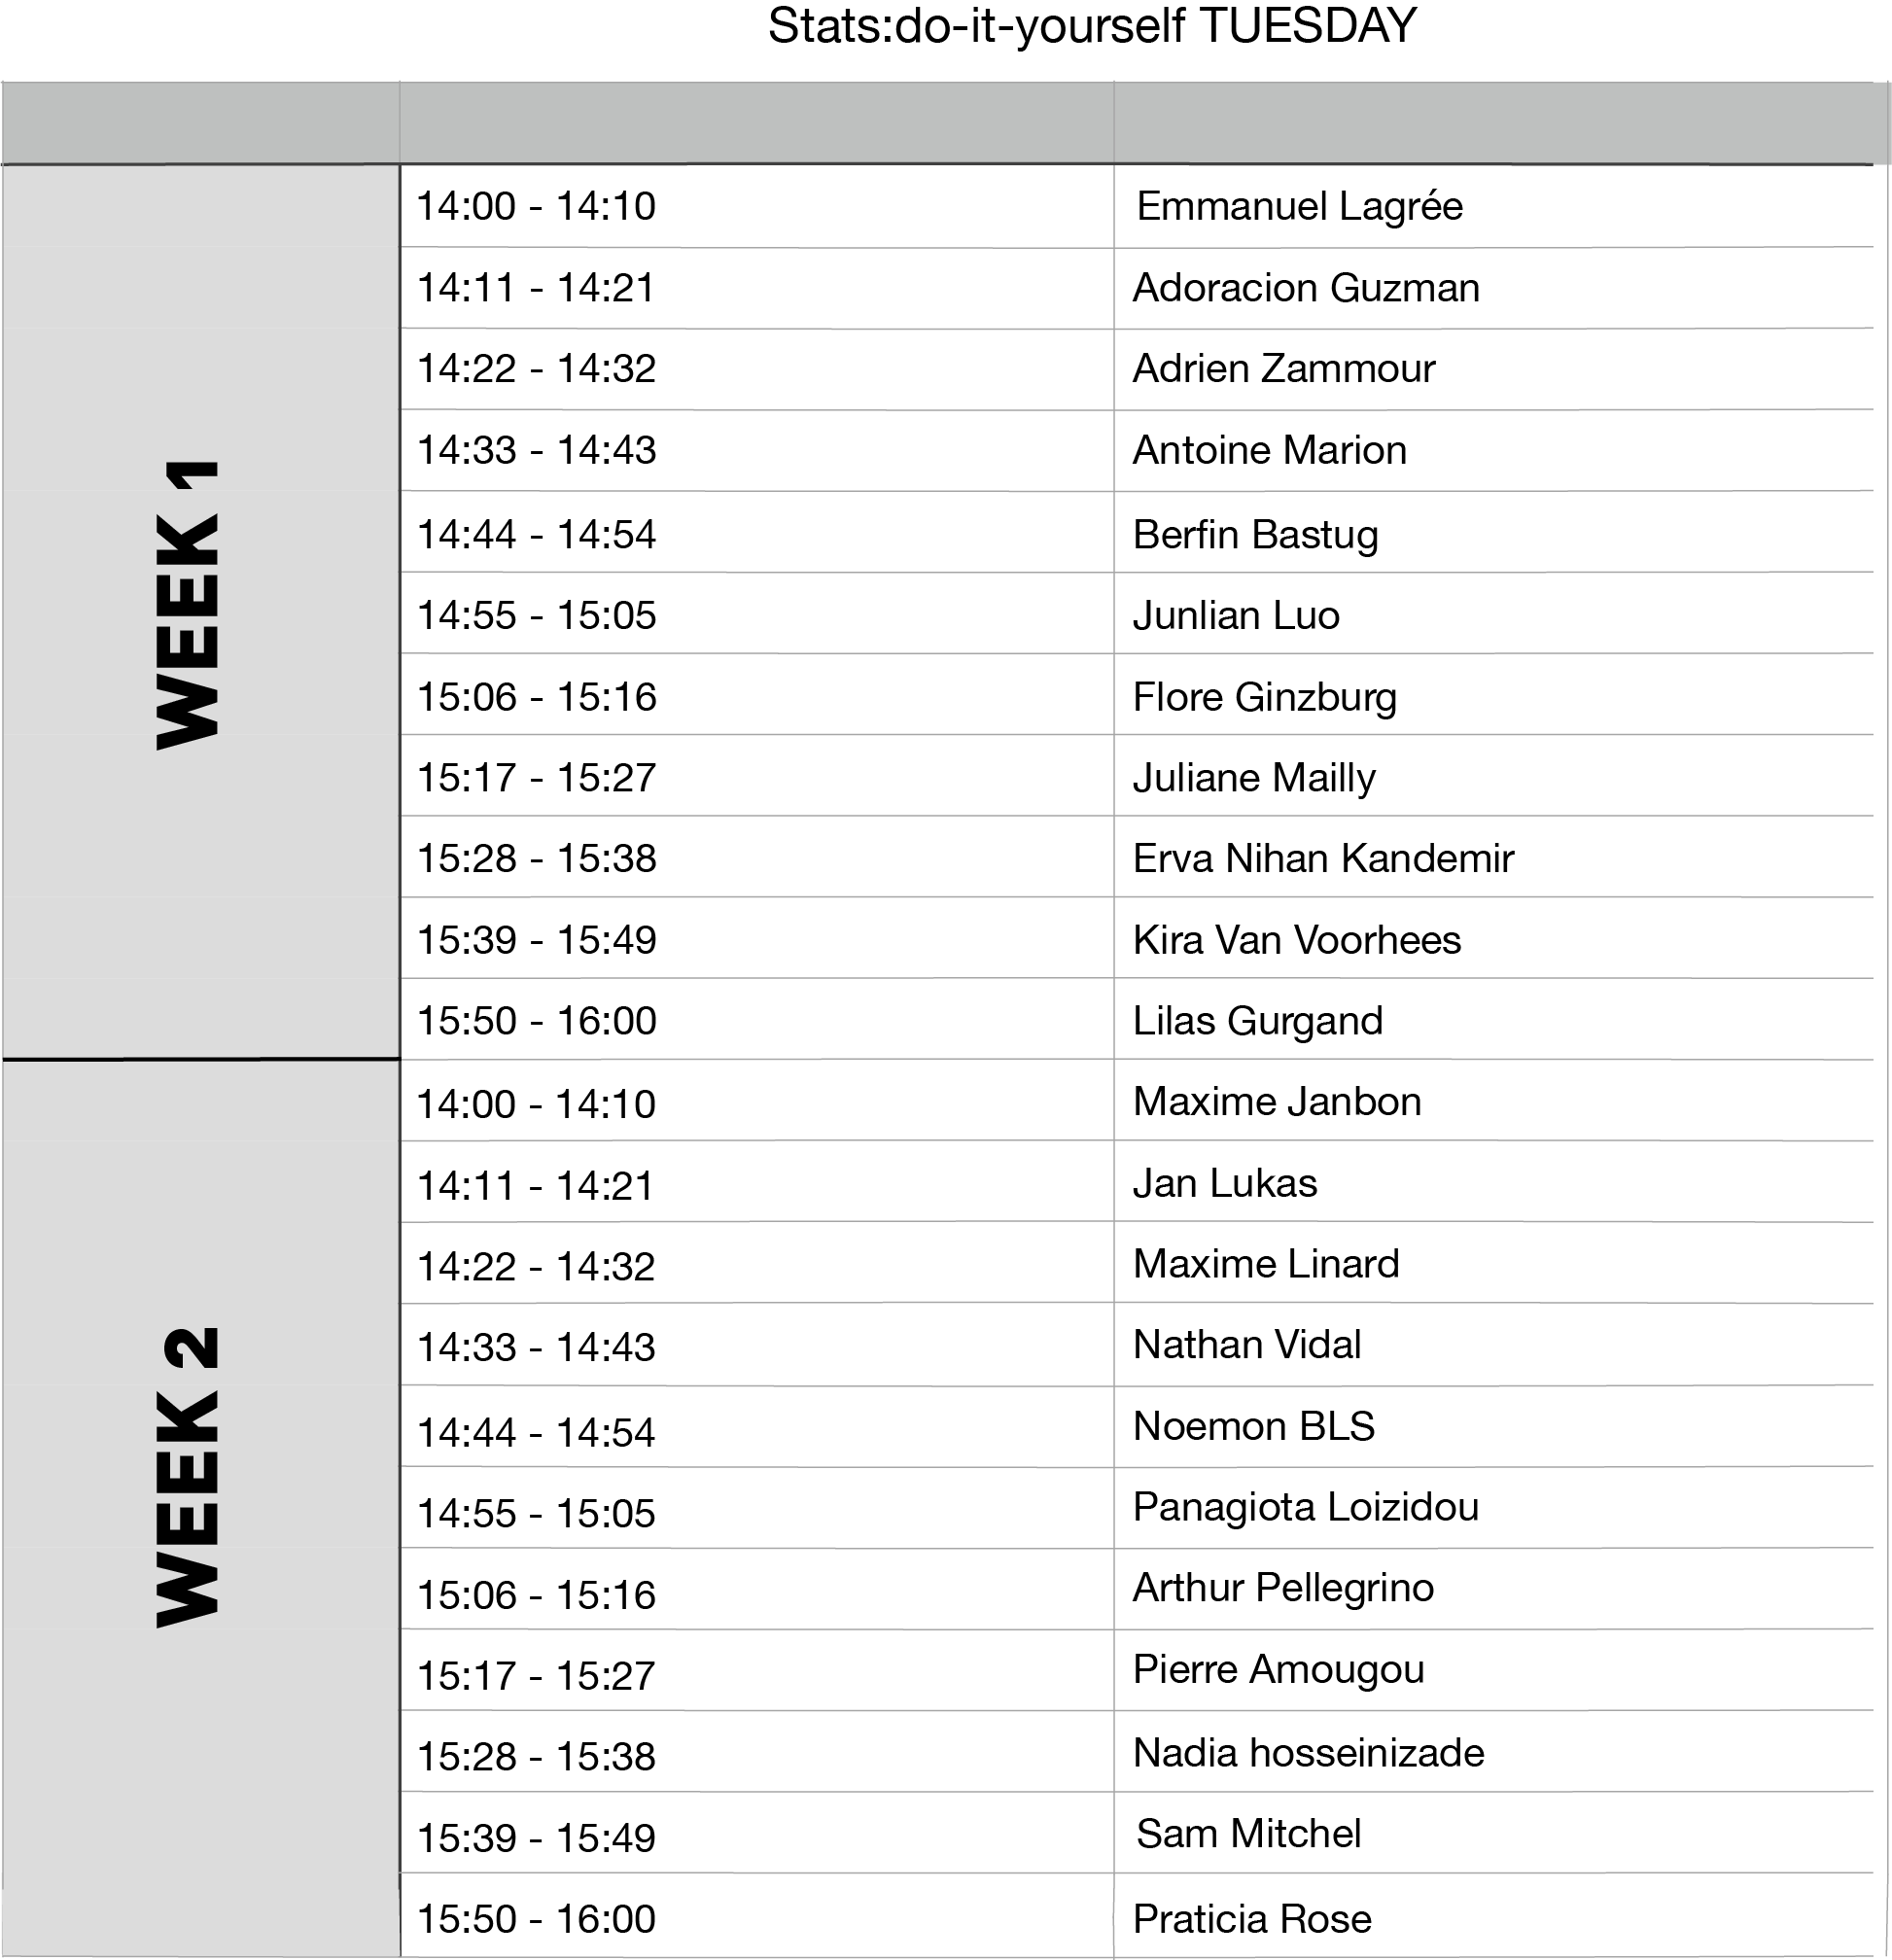 Stats:do-it-yourself TUESDAY
WEEK 1
14:00 - 14:10 Emmanuel Lagrée
14:11 - 14:21 Adoracion Guzman
14:22 - 14:32 Adrien Zammour
14:33 - 14:43 Antoine Marion
14:44 - 14:54 Berfin Bastug
14:55 - 15:05 Junlian Luo
15:06 - 15:16 Flore Ginzburg
15:17 - 15:27 Juliane Mailly
15:28 - 15:38 Erva Nihan Kandemir
15:39 - 15:49 Kira Van Voorhees
15:50 - 16:00 Lilas Gurgand
WEEK 2
14:00 - 14:10 Maxime Janbon
14:11 - 14:21 Jan Lukas
14:22 - 14:32 Maxime Linard
14:33 - 14:43 Nathan Vidal
14:44 - 14:54 Noemon BLS
14:55 - 15:05 Panagiota Loizidou
15:06 - 15:16 Arthur Pellegrino
15:17 - 15:27 Pierre Amougou
15:28 - 15:38 Nadia hosseinizade
15:39 - 15:49 Sam Mitchel
15:50 - 16:00 Praticia Rose